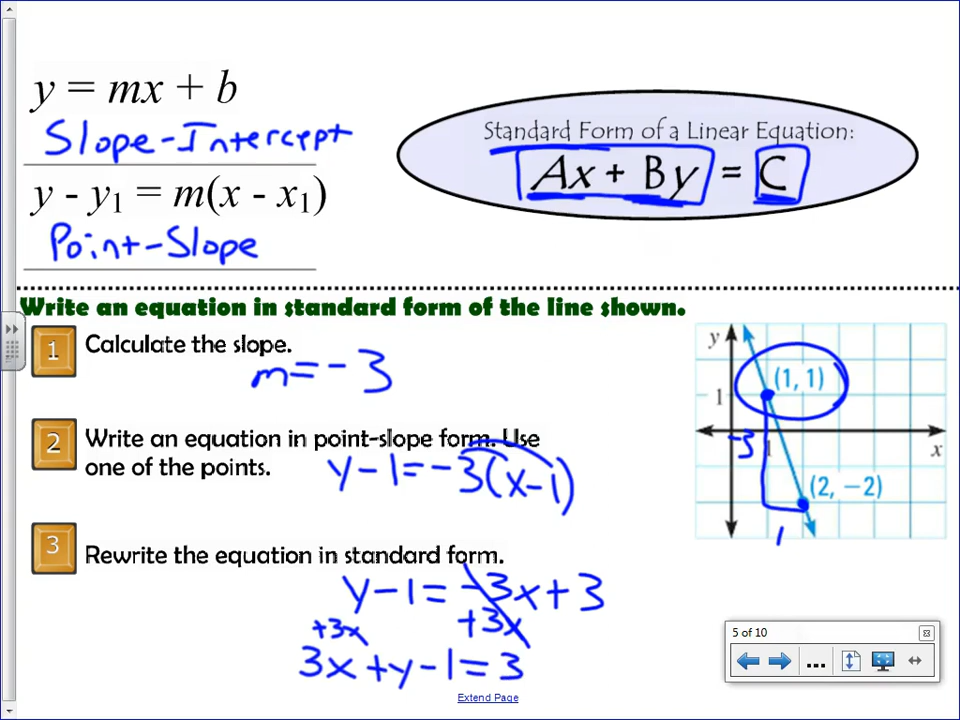 y = mx + b
Slope-Intercept
y - y₁ = m(x - x₁)
Point-Slope
Standard Form of a Linear Equation:
Ax + By = C
Write an equation in standard form of the line shown.
1
Calculate the slope.
m = -3
2
Write an equation in point-slope form. Use
one of the points.
y-1=-3(x-1)
3
Rewrite the equation in standard form.
y-1=-3x+3
+3x +3x
3x+y-1=3
y
(1, 1)
1
-3
1
x
(2, −2)
1
5 of 10
...
Extend Page